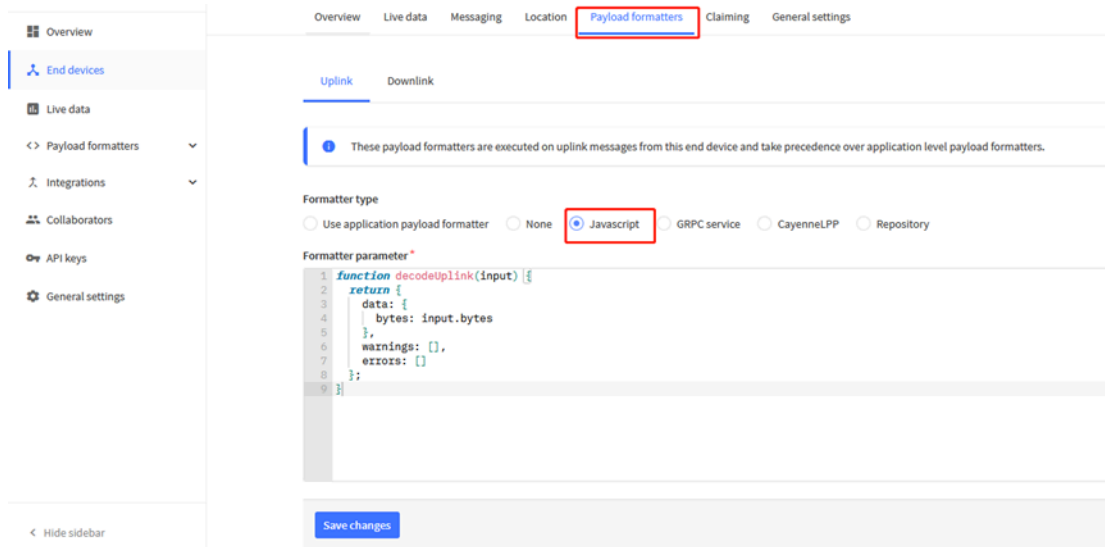 Overview
End devices
Live data
<> Payload formatters
Integrations
Collaborators
API keys
General settings
< Hide sidebar
Overview Live data Messaging Location Payload formatters Claiming General settings
Uplink Downlink
These payload formatters are executed on uplink messages from this end device and take precedence over application level payload formatters.
Formatter type
Use application payload formatter None Javascript GRPC service CayenneLPP Repository
Formatter parameter*
1 function decodeUplink(input) {
2   return {
3     data: {
4       bytes: input.bytes
5     },
6     warnings: [],
7     errors: []
8   };
9 }
Save changes